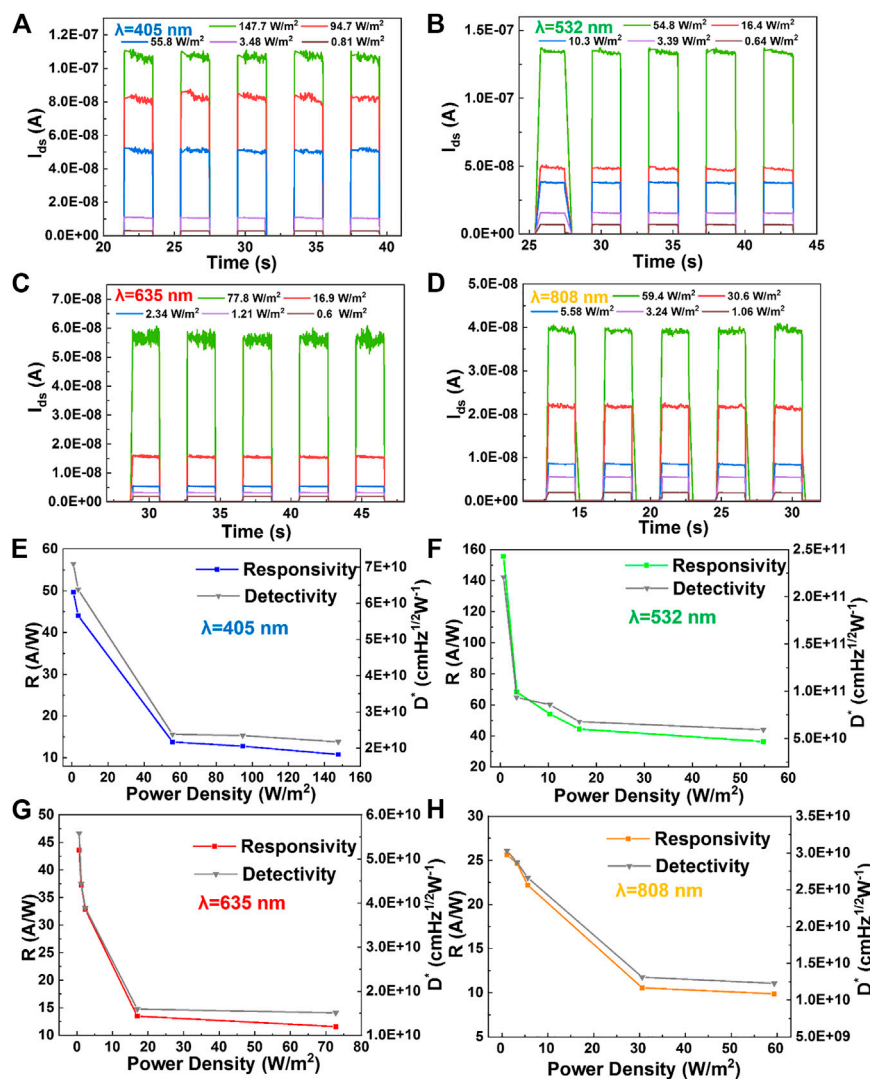 A
λ=405 nm
147.7 W/m²
94.7 W/m²
55.8 W/m²
3.48 W/m²
0.81 W/m²
1.2E-07
1.0E-07
8.0E-08
6.0E-08
4.0E-08
2.0E-08
0.0E+00
I_ds (A)
20 25 30 35 40
Time (s)
B
λ=532 nm
54.8 W/m²
16.4 W/m²
10.3 W/m²
3.39 W/m²
0.64 W/m²
1.5E-07
1.0E-07
5.0E-08
0.0E+00
I_ds (A)
25 30 35 40 45
Time (s)
C
λ=635 nm
77.8 W/m²
16.9 W/m²
2.34 W/m²
1.21 W/m²
0.6 W/m²
7.0E-08
6.0E-08
5.0E-08
4.0E-08
3.0E-08
2.0E-08
1.0E-08
0.0E+00
I_ds (A)
30 35 40 45
Time (s)
D
λ=808 nm
59.4 W/m²
30.6 W/m²
5.58 W/m²
3.24 W/m²
1.06 W/m²
5.0E-08
4.0E-08
3.0E-08
2.0E-08
1.0E-08
0.0E+00
I_ds (A)
15 20 25 30
Time (s)
E
Responsivity
Detectivity
λ=405 nm
60
55
50
45
40
35
30
25
20
15
10
R (A/W)
7E+10
6E+10
5E+10
4E+10
3E+10
2E+10
D* (cmHz^1/2W^-1)
0 20 40 60 80 100 120 140 160
Power Density (W/m²)
F
Responsivity
Detectivity
λ=532 nm
160
140
120
100
80
60
40
20
R (A/W)
2.5E+11
2.0E+11
1.5E+11
1.0E+11
5.0E+10
D* (cmHz^1/2W^-1)
0 10 20 30 40 50 60
Power Density (W/m²)
G
Responsivity
Detectivity
λ=635 nm
50
45
40
35
30
25
20
15
10
R (A/W)
6.0E+10
5.0E+10
4.0E+10
3.0E+10
2.0E+10
1.0E+10
D* (cmHz^1/2W^-1)
0 10 20 30 40 50 60 70 80
Power Density (W/m²)
H
Responsivity
Detectivity
λ=808 nm
30
25
20
15
10
5
R (A/W)
3.5E+10
3.0E+10
2.5E+10
2.0E+10
1.5E+10
1.0E+10
5.0E+09
D* (cmHz^1/2W^-1)
0 10 20 30 40 50 60
Power Density (W/m²)